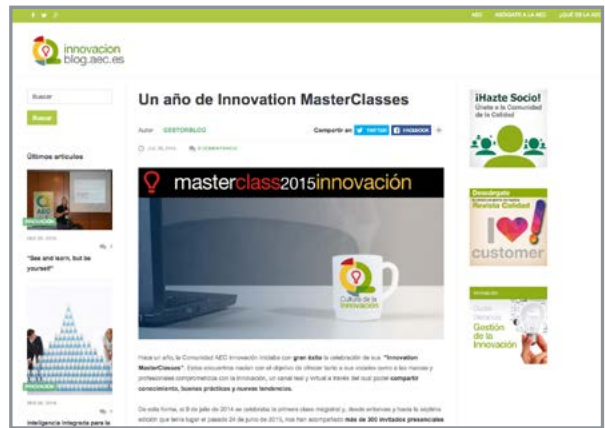 AEC
¿QUÉ ES LA AEC
innovacion
blog.aec.es
Buscar
Buscar
Últimos artículos
AEC
INNOVACIÓN
"See and learn, but be
yourself"
INNOVACIÓN
Inteligencia Integrada para la
Un año de Innovation MasterClasses
Autor GESTORBLOG
Compartir en TWITTER FACEBOOK
0 COMENTARIOS
masterclass2015innovación
Cultura de la
Innovación
Hace un año, la Comunidad AEC Innovación iniciaba con gran éxito la celebración de sus "Innovation
MasterClasses". Estos encuentros nacían con el objetivo de ofrecer tanto a sus vocales como a las marcas y
profesionales comprometidos con la innovación, un canal real y virtual a través del cual poder compartir
conocimiento, buenas prácticas y nuevas tendencias.
De esta forma, el 8 de julio de 2014 se celebraba la primera clase magistral y, desde entonces y hasta la séptima
edición que tenía lugar el pasado 24 de junio de 2015, nos han acompañado más de 300 invitados presenciales
¡Hazte Socio!
Únete a la Comunidad
de la Calidad
Descárgate
Revista Calidad
I
customer
Gestión
de la
Innovación